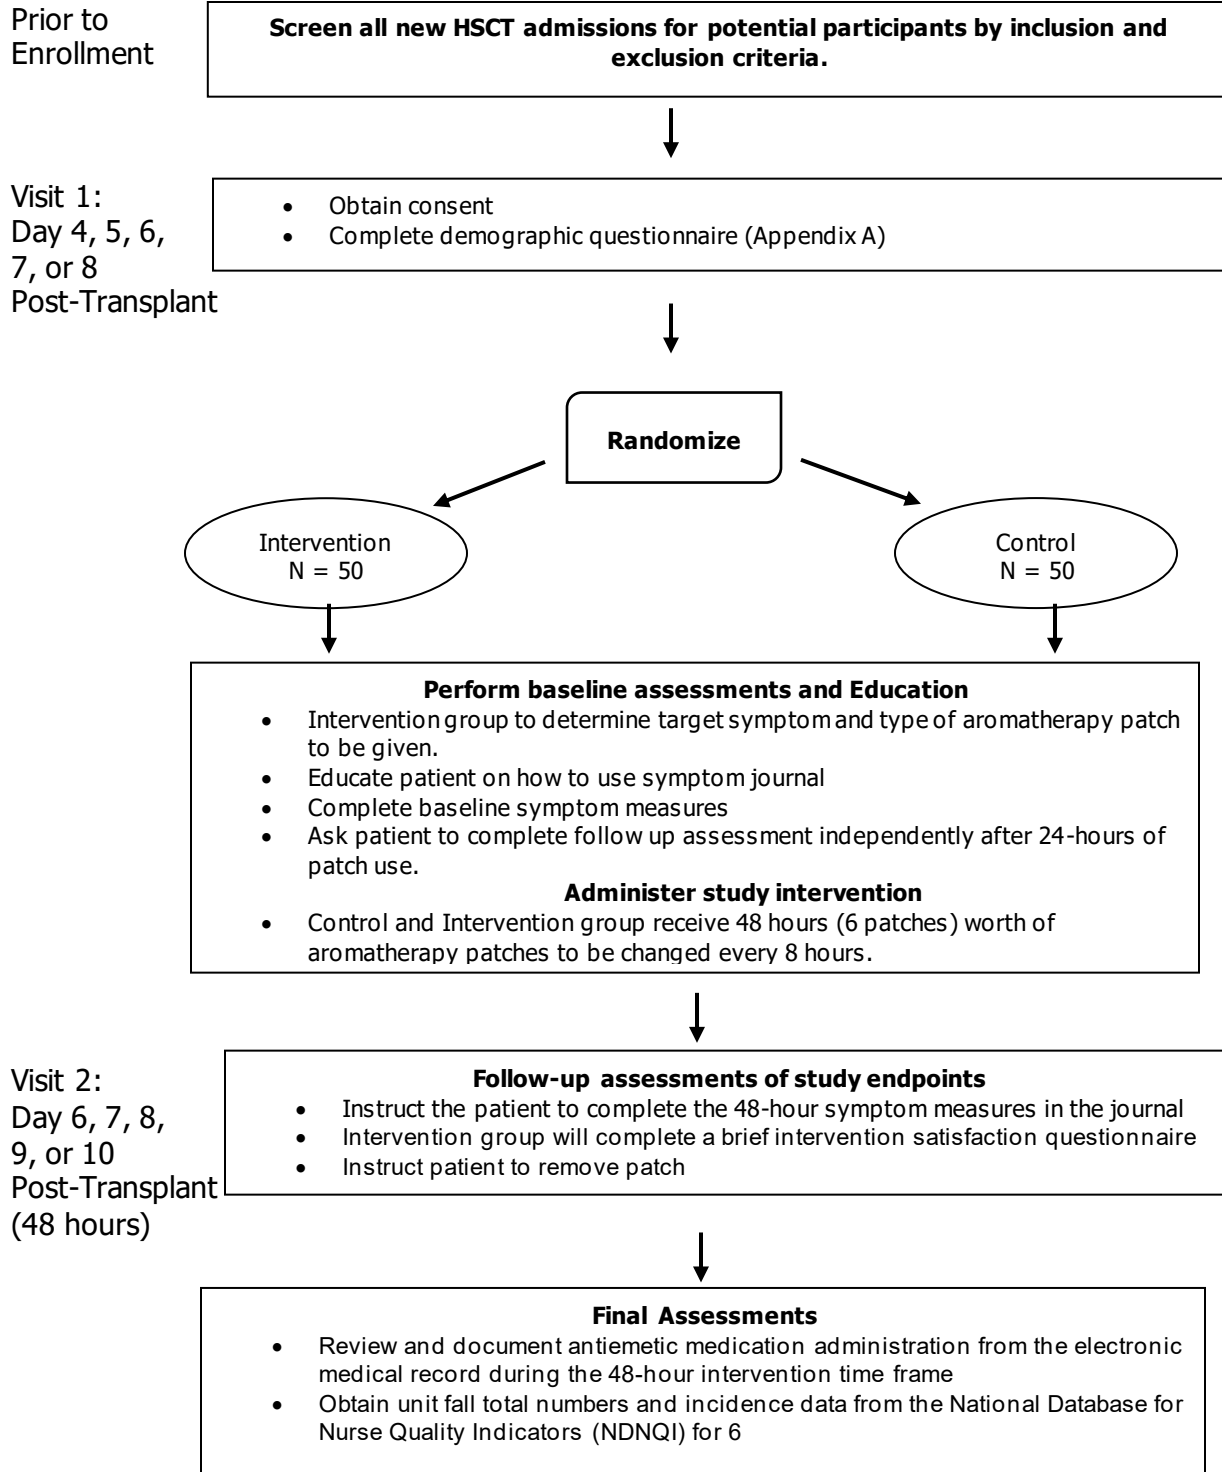 Prior to
Enrollment
Screen all new HSCT admissions for potential participants by inclusion and
exclusion criteria.
Visit 1:
Day 4, 5, 6,
7, or 8
Post-Transplant
• Obtain consent
• Complete demographic questionnaire (Appendix A)
Randomize
Intervention
N = 50
Control
N = 50
Perform baseline assessments and Education
• Intervention group to determine target symptom and type of aromatherapy patch
to be given.
• Educate patient on how to use symptom journal
• Complete baseline symptom measures
• Ask patient to complete follow up assessment independently after 24-hours of
patch use.
Administer study intervention
• Control and Intervention group receive 48 hours (6 patches) worth of
aromatherapy patches to be changed every 8 hours.
Visit 2:
Day 6, 7, 8,
9, or 10
Post-Transplant
(48 hours)
Follow-up assessments of study endpoints
• Instruct the patient to complete the 48-hour symptom measures in the journal
• Intervention group will complete a brief intervention satisfaction questionnaire
• Instruct patient to remove patch
Final Assessments
• Review and document antiemetic medication administration from the electronic
medical record during the 48-hour intervention time frame
• Obtain unit fall total numbers and incidence data from the National Database for
Nurse Quality Indicators (NDNQI) for 6